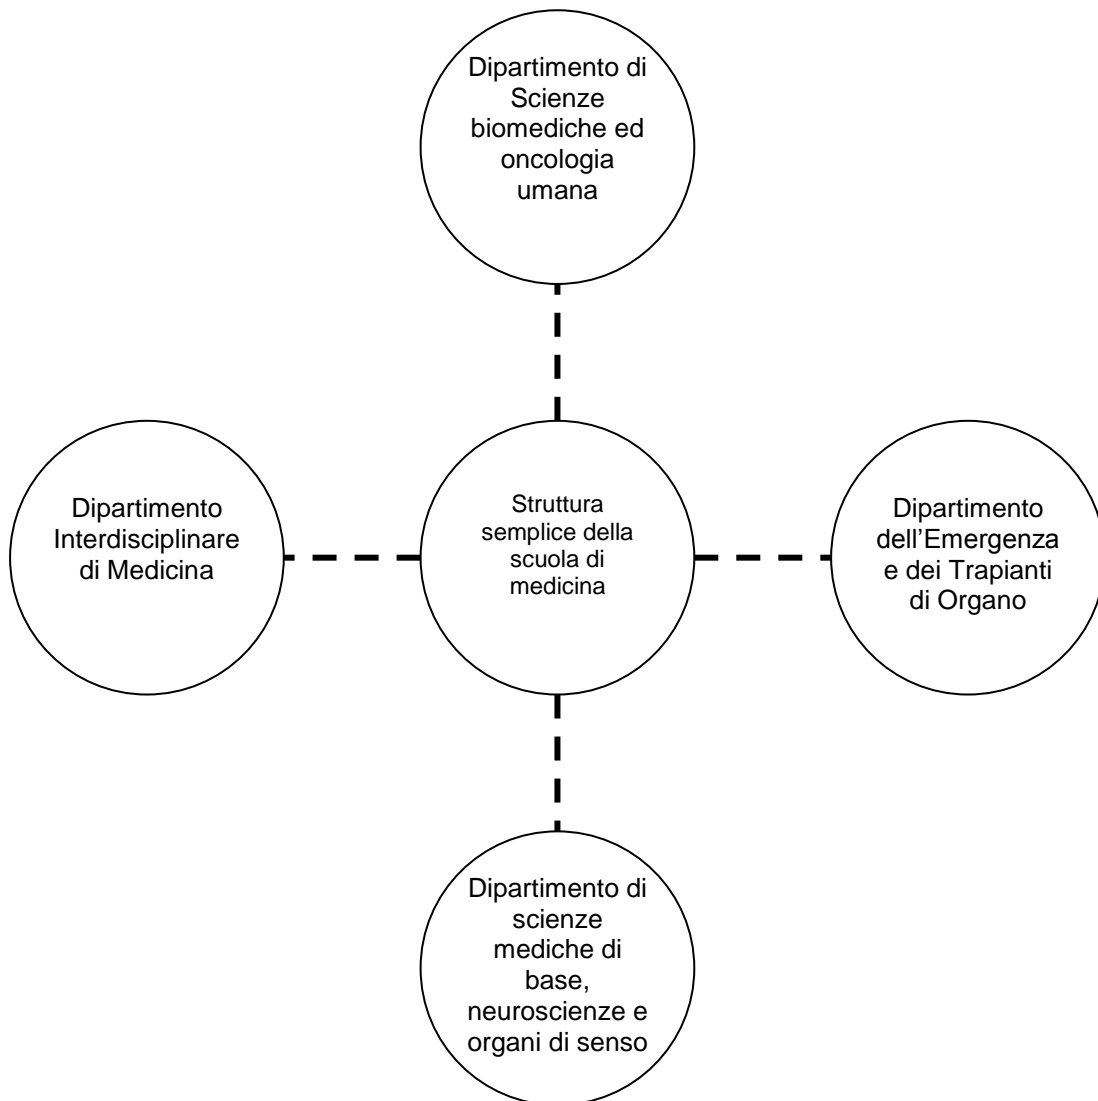 Dipartimento di
Scienze
biomediche ed
oncologia
umana
Dipartimento
Interdisciplinare
di Medicina
Struttura
semplice della
scuola di
medicina
Dipartimento
dell’Emergenza
e dei Trapianti
di Organo
Dipartimento di
scienze
mediche di
base,
neuroscienze e
organi di senso